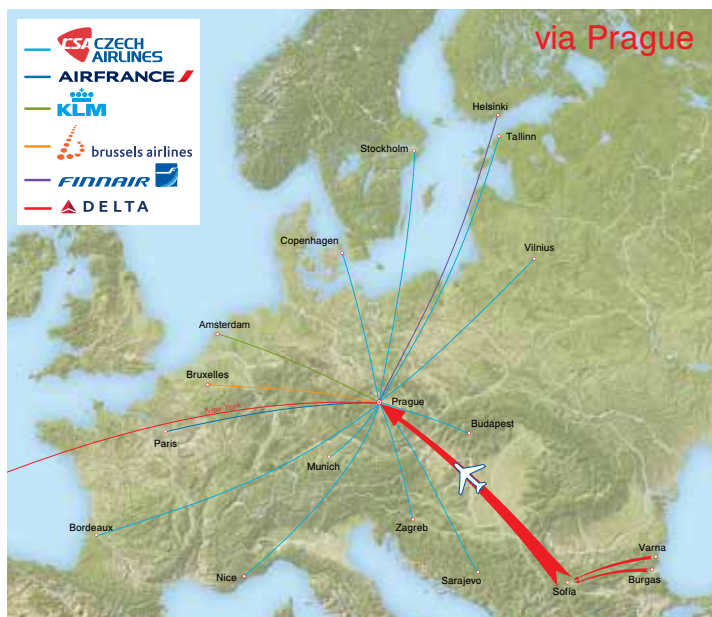 via Prague
CSA CZECH
AIRLINES
AIRFRANCE
KLM
brussels airlines
FINNAIR
DELTA
Helsinki
Tallinn
Stockholm
Copenhagen
Vilnius
Amsterdam
Bruxelles
New York
Prague
Paris
Budapest
Munich
Bordeaux
Zagreb
Nice
Sarajevo
Varna
Burgas
Sofia